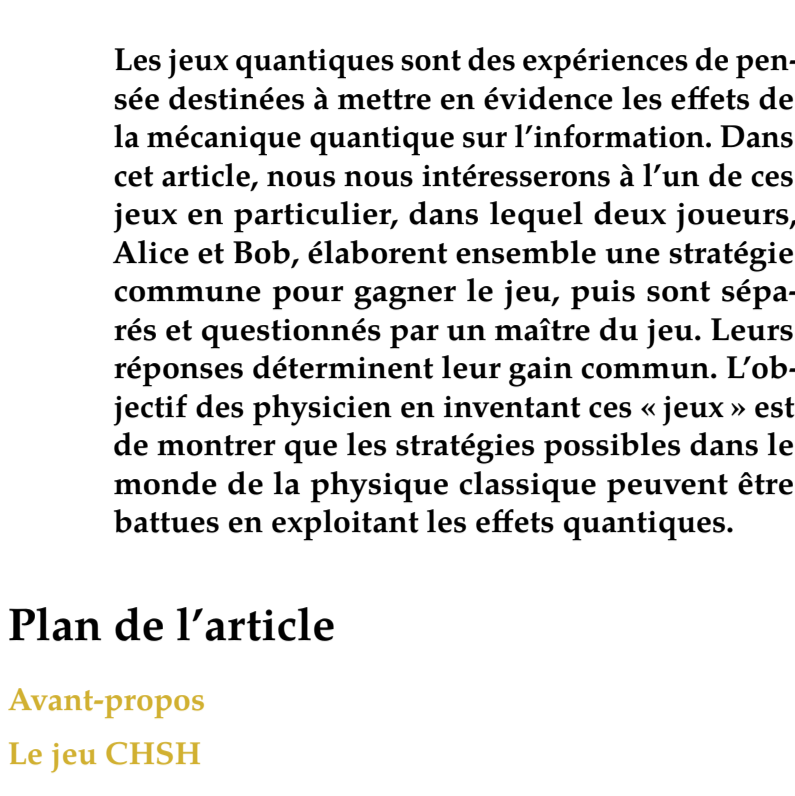 Les jeux quantiques sont des expériences de pen-
sée destinées à mettre en évidence les effets de
la mécanique quantique sur l'information. Dans
cet article, nous nous intéresserons à l'un de ces
jeux en particulier, dans lequel deux joueurs,
Alice et Bob, élaborent ensemble une stratégie
commune pour gagner le jeu, puis sont sépa-
rés et questionnés par un maître du jeu. Leurs
réponses déterminent leur gain commun. L'ob-
jectif des physicien en inventant ces « jeux » est
de montrer que les stratégies possibles dans le
monde de la physique classique peuvent être
battues en exploitant les effets quantiques.
Plan de l'article
Avant-propos
Le jeu CHSH